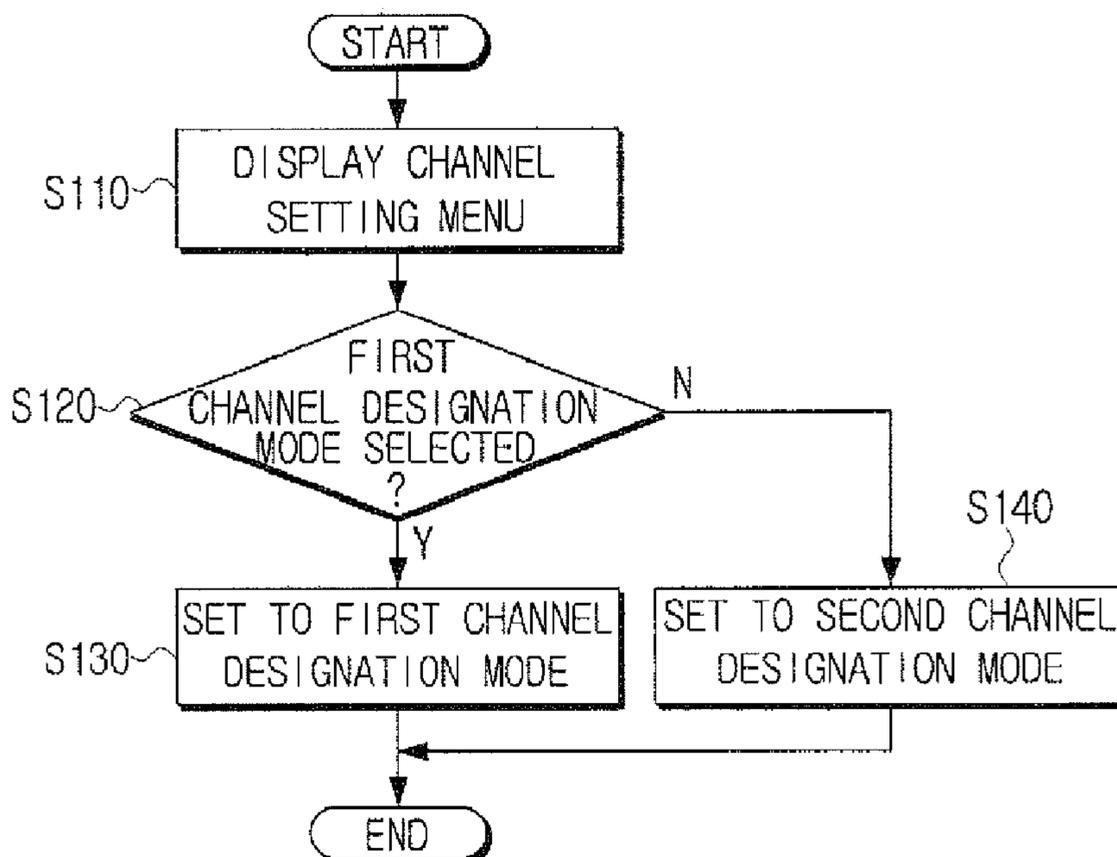 START
S110
DISPLAY CHANNEL
SETTING MENU
S120
FIRST
CHANNEL DESIGNATION
MODE SELECTED
?
N
Y
S130
SET TO FIRST CHANNEL
DESIGNATION MODE
S140
SET TO SECOND CHANNEL
DESIGNATION MODE
END